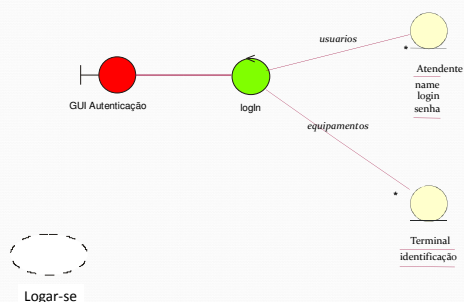 usuarios
*
Atendente
name
login
senha
GUI Autenticação
logIn
equipamentos
*
Terminal
identificação
Logar-se